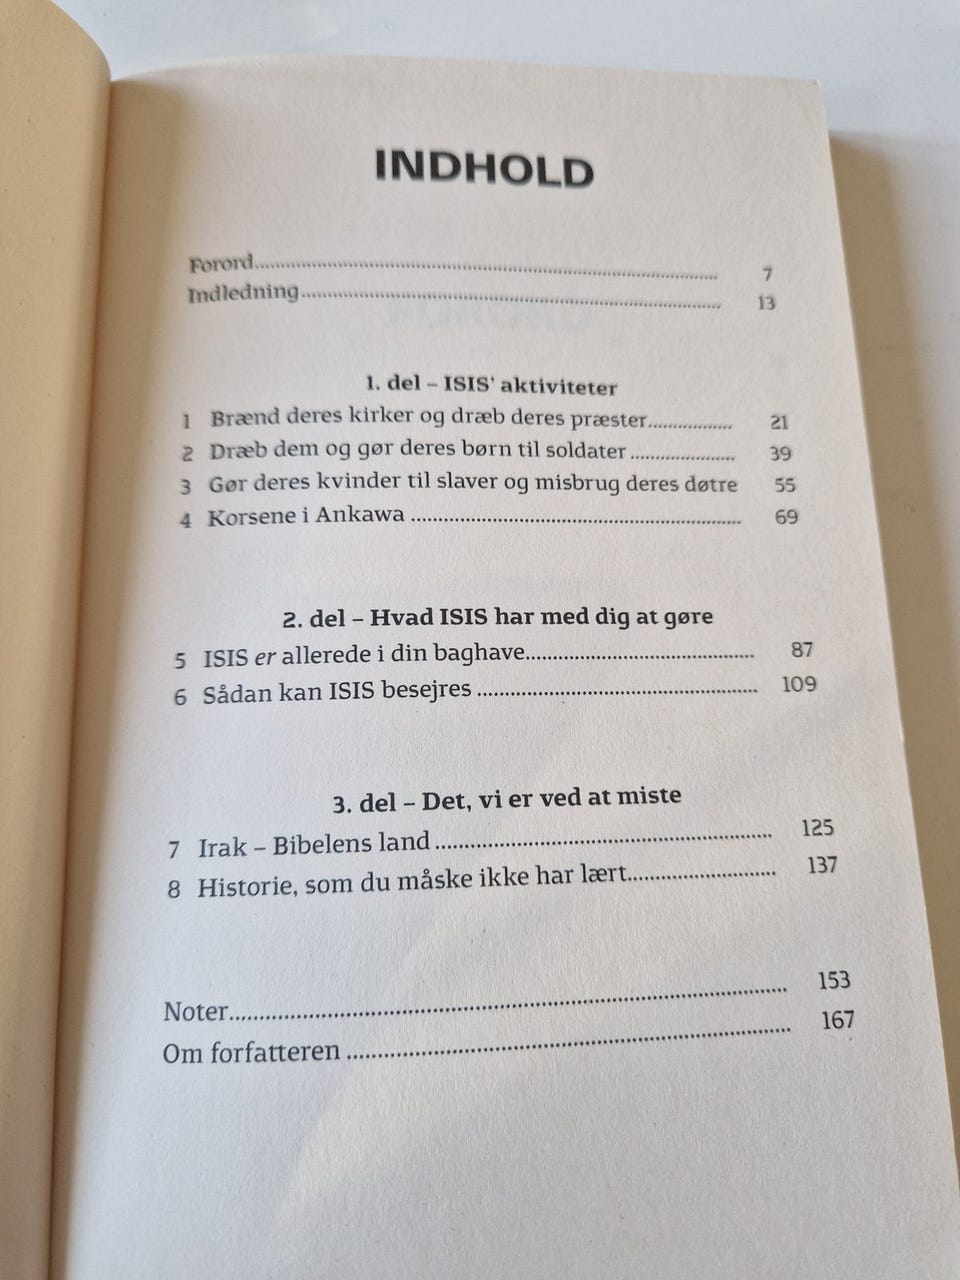 INDHOLD
Forord........ 7
Indledning........ 13
1. del – ISIS' aktiviteter
1 Brænd deres kirker og dræb deres præster........ 21
2 Dræb dem og gør deres børn til soldater........ 39
3 Gør deres kvinder til slaver og misbrug deres døtre 55
4 Korsene i Ankawa........ 69
2. del – Hvad ISIS har med dig at gøre
5 ISIS er allerede i din baghave........ 87
6 Sådan kan ISIS besejres........ 109
3. del – Det, vi er ved at miste
7 Irak – Bibelens land........ 125
8 Historie, som du måske ikke har lært........ 137
Noter........ 153
Om forfatteren........ 167